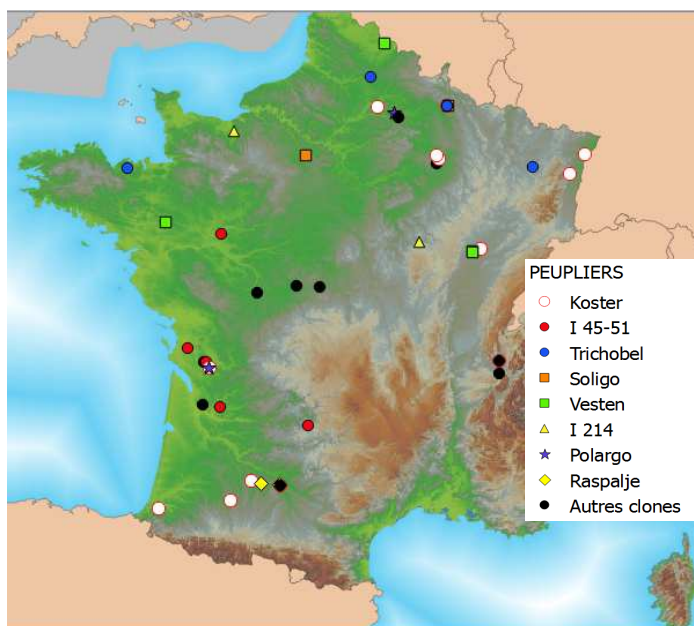 PEUPLIERS
Koster
I 45-51
Trichobel
Soligo
Vesten
I 214
Polargo
Raspalje
Autres clones